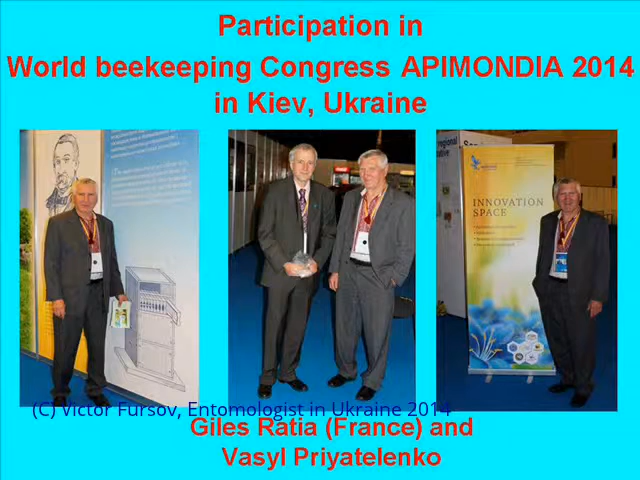 Participation in
World beekeeping Congress APIMONDIA 2014
in Kiev, Ukraine
INNOVATION
SPACE
(C) Victor Fursov, Entomologist in Ukraine 2014
Giles Ratia (France) and
Vasyl Priyatelenko